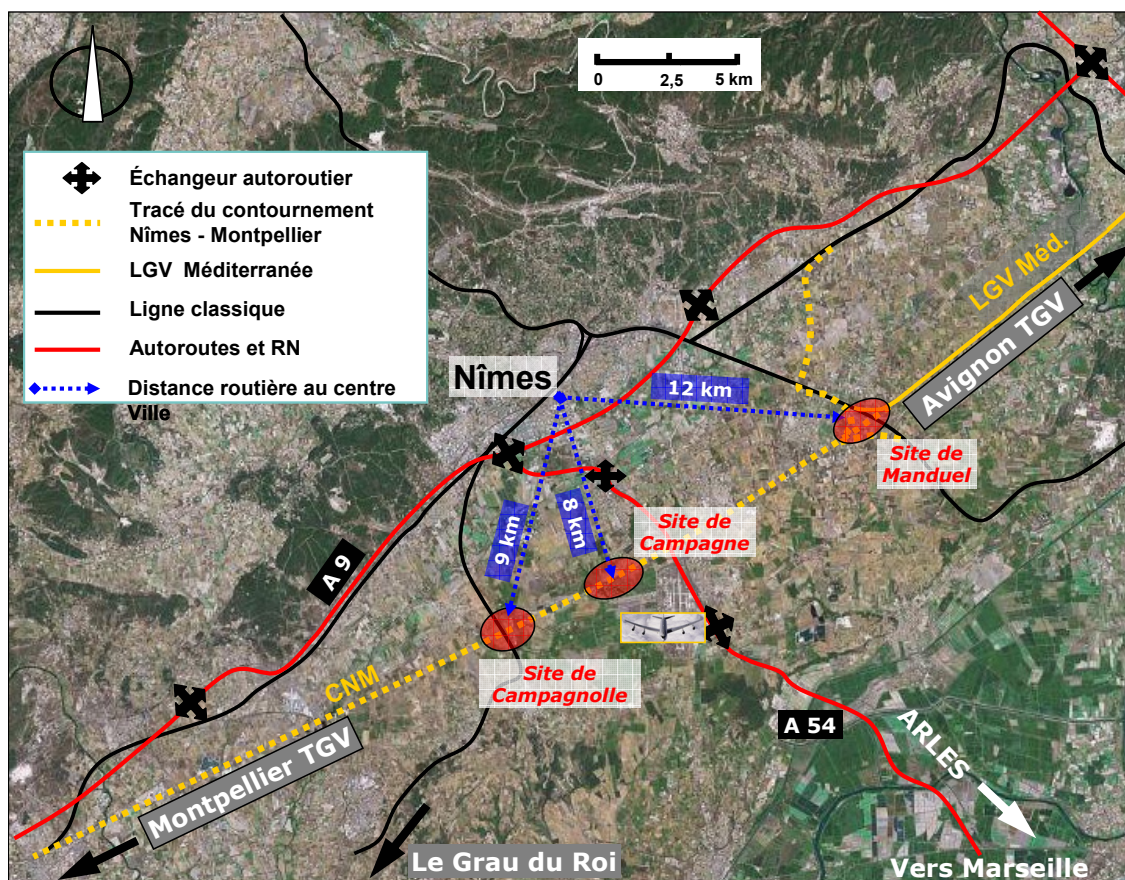 0 2,5 5 km
Échangeur autoroutier
Tracé du contournement
Nîmes - Montpellier
LGV Méditerranée
Ligne classique
Autoroutes et RN
Distance routière au centre
Ville
LGV Méd.
Avignon TGV
Nîmes
12 km
Site de
Manduel
9 km
8 km
Site de
Campagne
A 9
Site de
Campagnolle
CNM
Montpellier TGV
A 54
ARLES
Le Grau du Roi
Vers Marseille